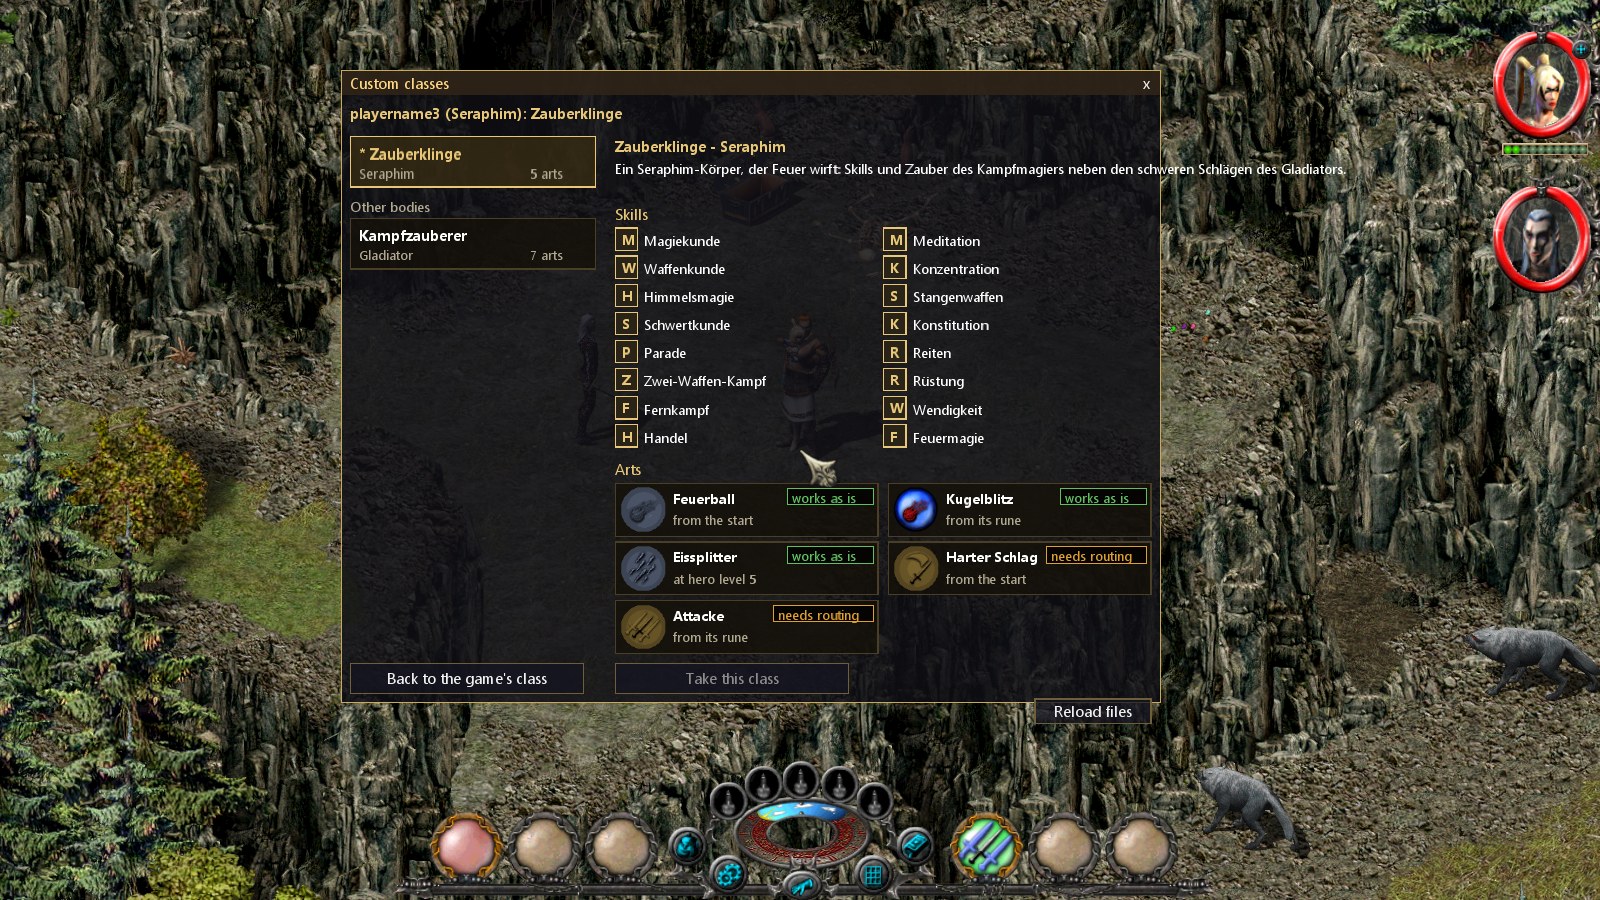 Custom classes
x
playername3 (Seraphim): Zauberklinge
* Zauberklinge
Seraphim
5 arts
Other bodies
Kampfzauberer
Gladiator
7 arts
Zauberklinge - Seraphim
Ein Seraphim-Körper, der Feuer wirft: Skills und Zauber des Kampfmagiers neben den schweren Schlägen des Gladiators.
Skills
M Magiekunde
M Meditation
W Waffenkunde
K Konzentration
H Himmelsmagie
S Stangenwaffen
S Schwertkunde
K Konstitution
P Parade
R Reiten
Z Zwei-Waffen-Kampf
R Rüstung
F Fernkampf
W Wendigkeit
H Handel
F Feuermagie
Arts
Feuerball
works as is
from the start
Kugelblitz
works as is
from its rune
Eissplitter
works as is
at hero level 5
Harter Schlag
needs routing
from the start
Attacke
needs routing
from its rune
Back to the game's class
Take this class
Reload files